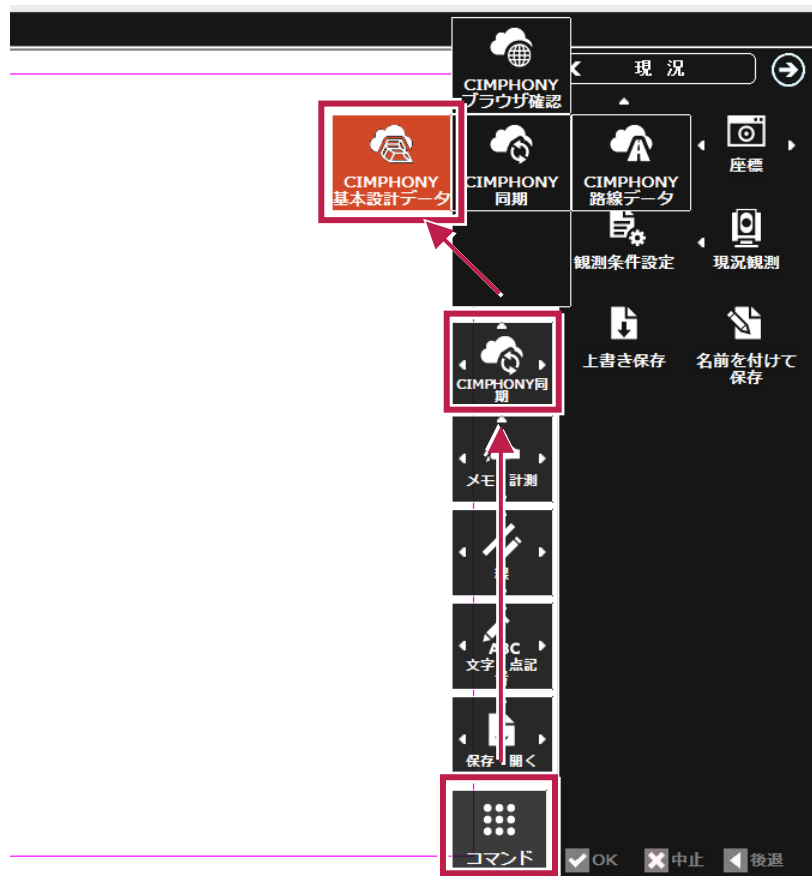 CIMPHONY
ブラウザ確認
現 況
CIMPHONY
基本設計データ
CIMPHONY
同期
CIMPHONY
路線データ
座標
観測条件設定
現況観測
CIMPHONY同
期
上書き保存
名前を付けて
保存
メモ 計測
線
ABC
文字 点記
号
保存 開く
コマンド
OK
中止
後退